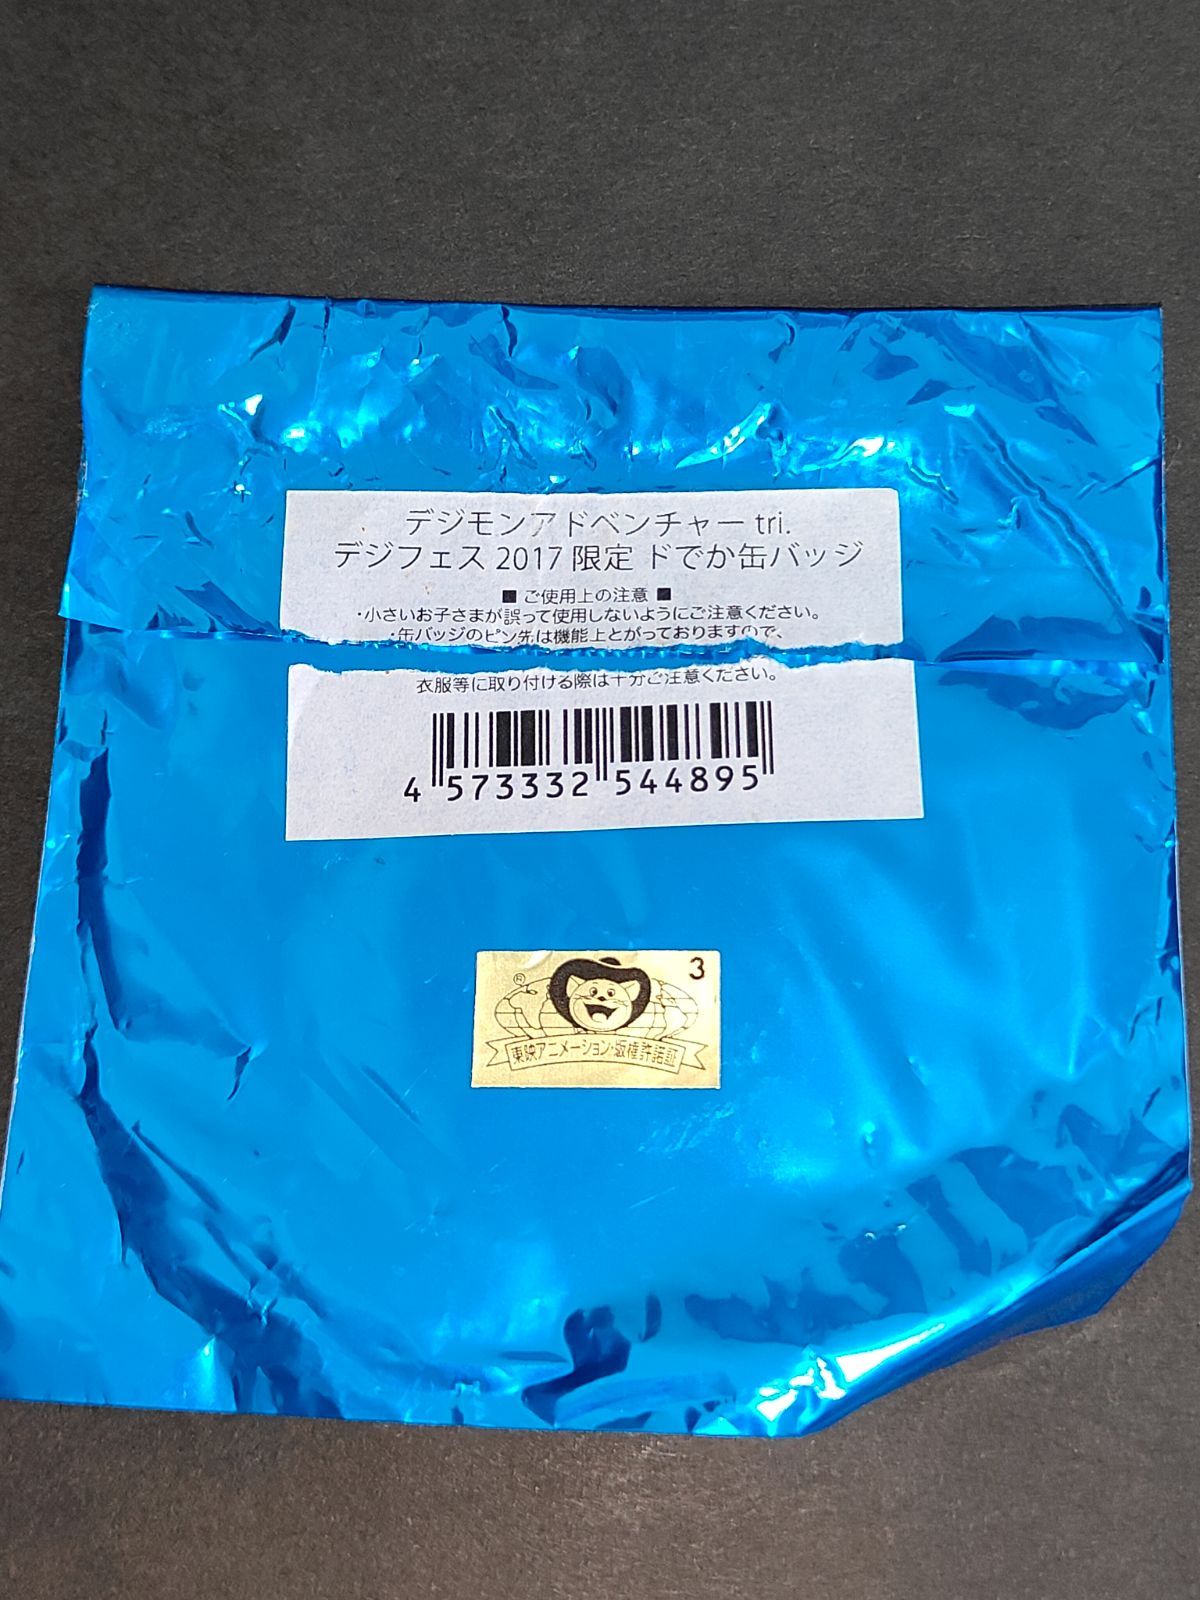 デジモンアドベンチャー tri.
デジフェス 2017 限定 ドでか缶バッジ
■ ご使用上の注意 ■
・小さいお子さまが誤って使用しないようにご注意ください。
・缶バッジのピン先は機能上とがっておりますので、
衣服等に取り付ける際は十分ご注意ください。
4 573332 544895
3
®
東映アニメーション・版権許諾証